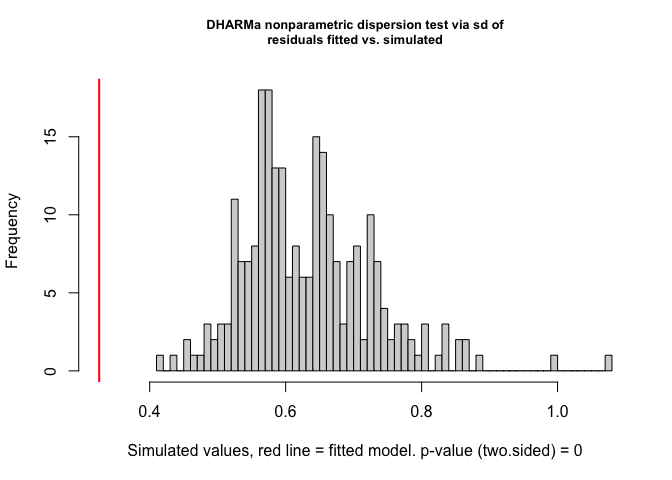 DHARMa nonparametric dispersion test via sd of
residuals fitted vs. simulated
Frequency
15
10
5
0
0.4 0.6 0.8 1.0
Simulated values, red line = fitted model. p-value (two.sided) = 0